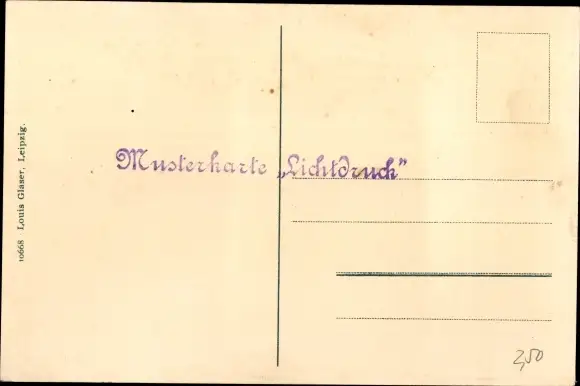 Musterkarte „Lichtdruck"
10668 Louis Glaser, Leipzig.
2,50